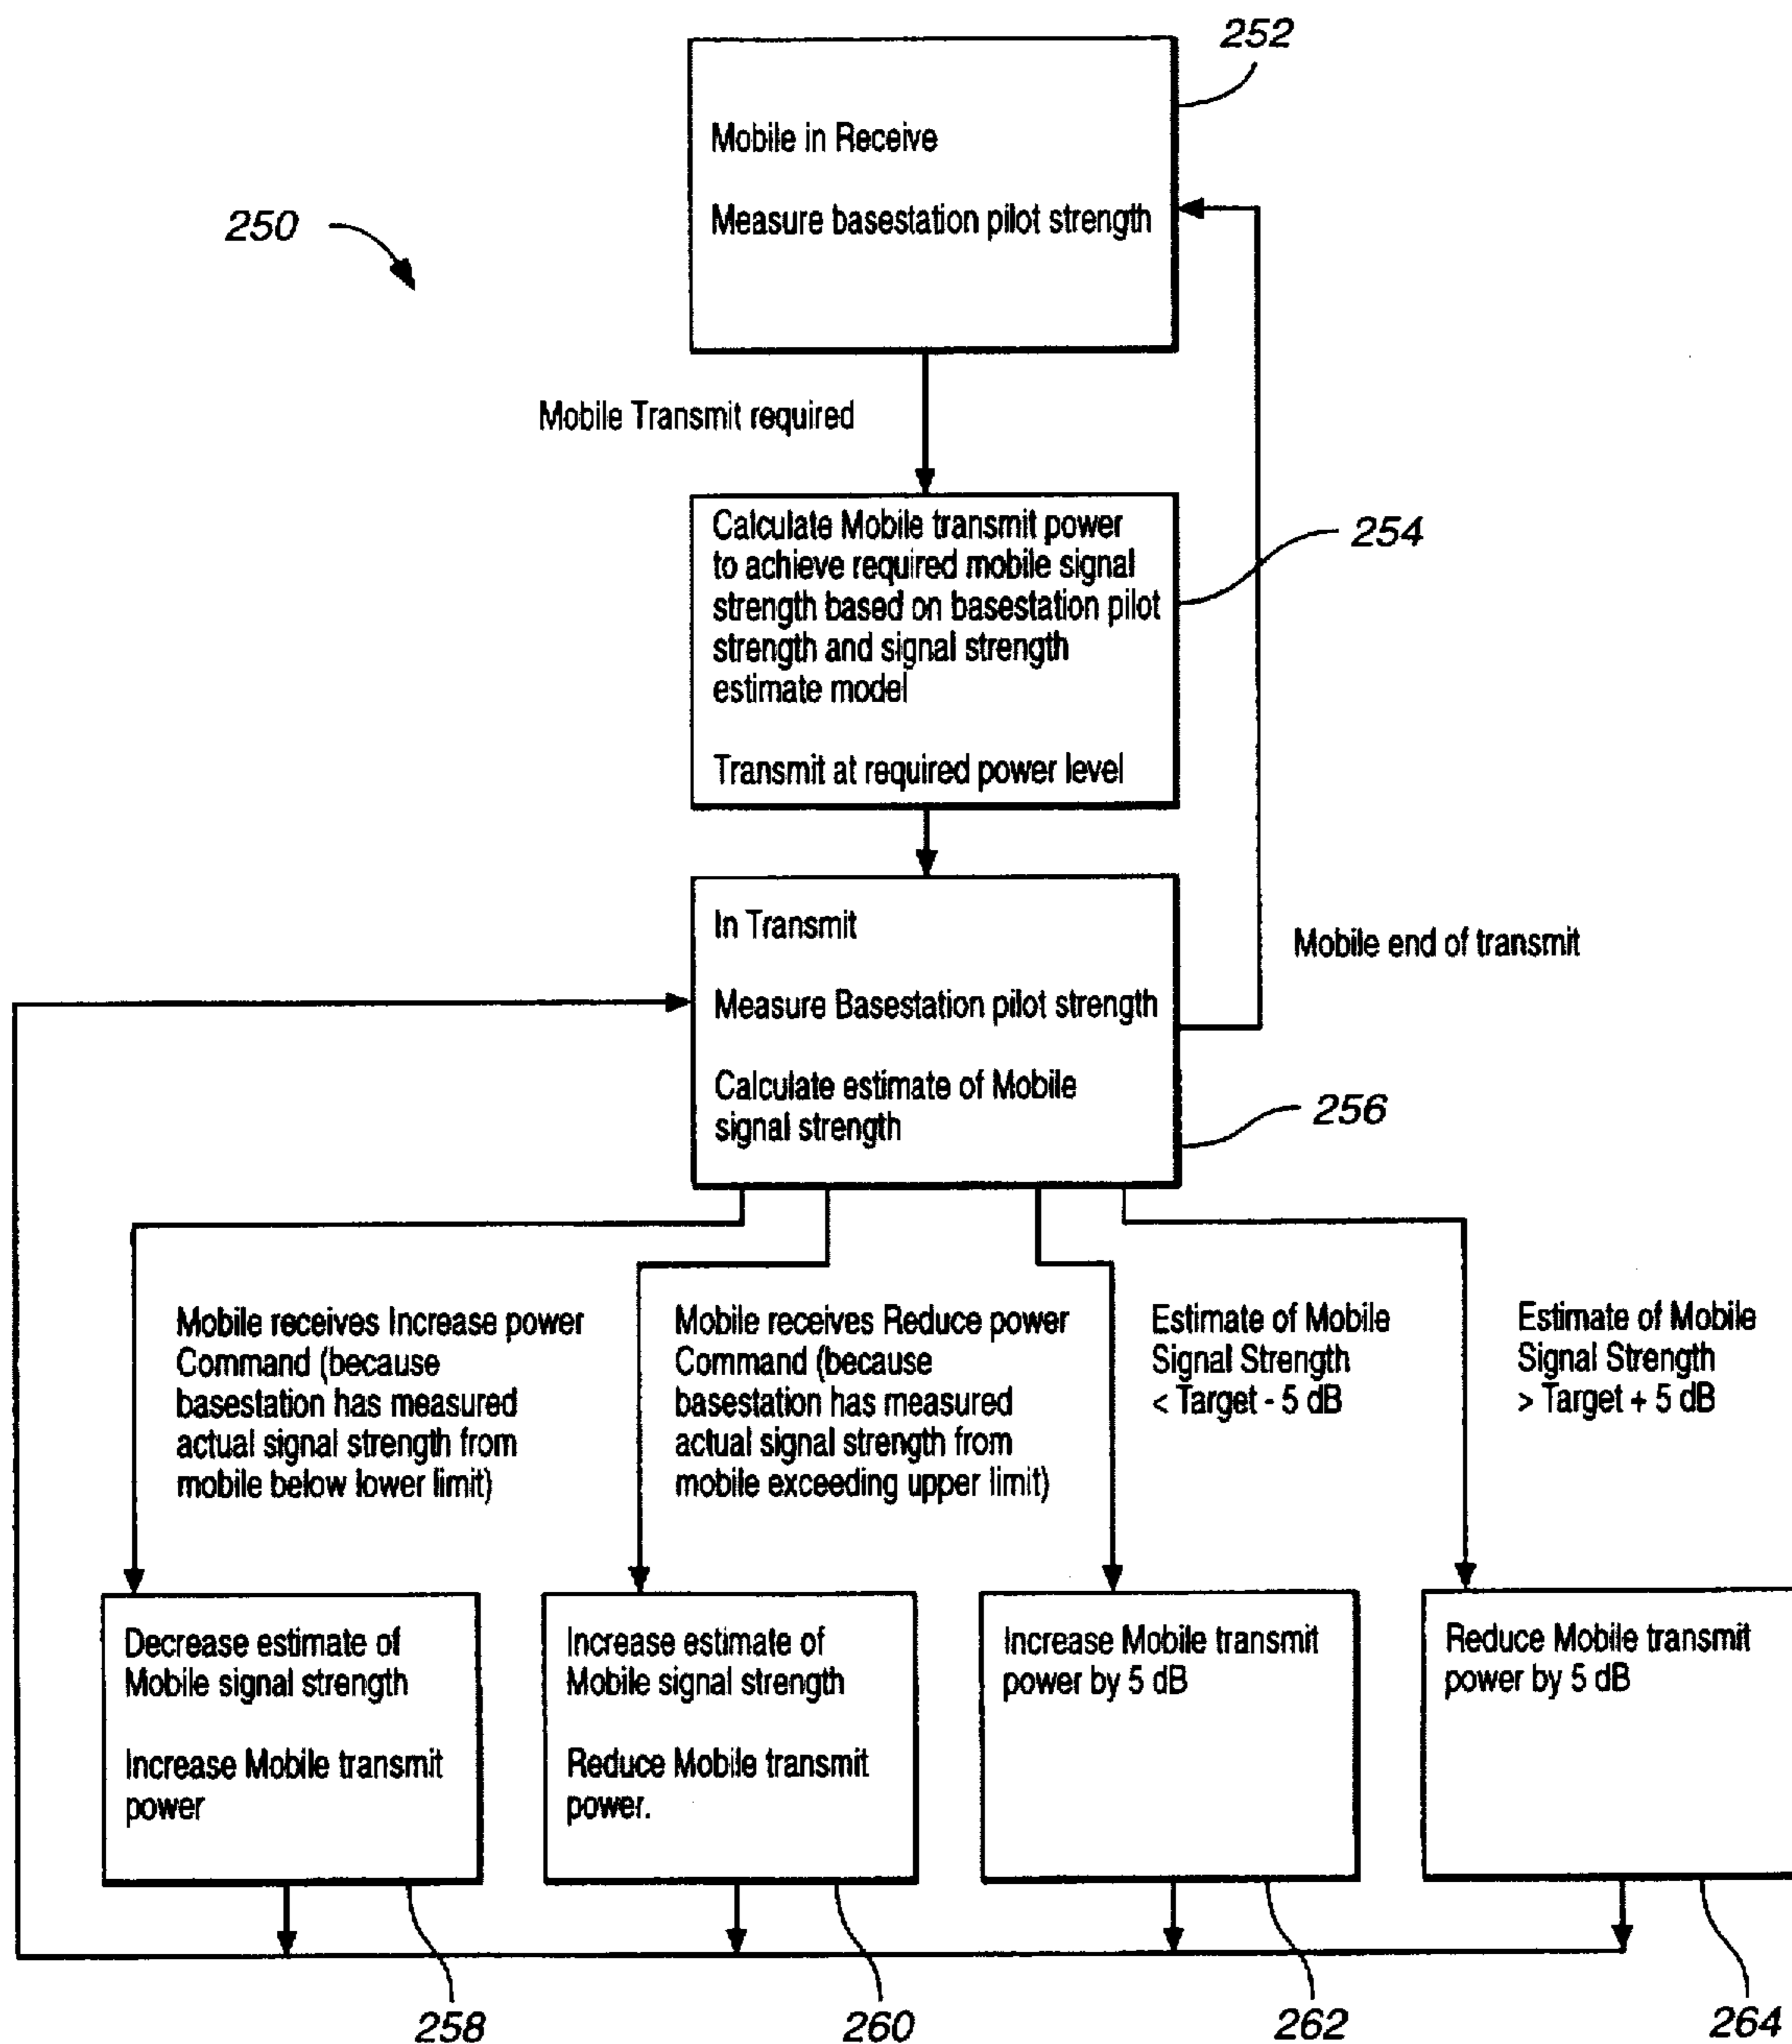 252
Mobile in Receive
Measure basestation pilot strength
250
Mobile Transmit required
Calculate Mobile transmit power
to achieve required mobile signal
strength based on basestation pilot
strength and signal strength
estimate model
Transmit at required power level
254
In Transmit
Measure Basestation pilot strength
Calculate estimate of Mobile
signal strength
Mobile end of transmit
256
Mobile receives Increase power
Command (because
basestation has measured
actual signal strength from
mobile below lower limit)
Mobile receives Reduce power
Command (because
basestation has measured
actual signal strength from
mobile exceeding upper limit)
Estimate of Mobile
Signal Strength
< Target - 5 dB
Estimate of Mobile
Signal Strength
> Target + 5 dB
Decrease estimate of
Mobile signal strength
Increase Mobile transmit
power
Increase estimate of
Mobile signal strength
Reduce Mobile transmit
power.
Increase Mobile transmit
power by 5 dB
Reduce Mobile transmit
power by 5 dB
258
260
262
264